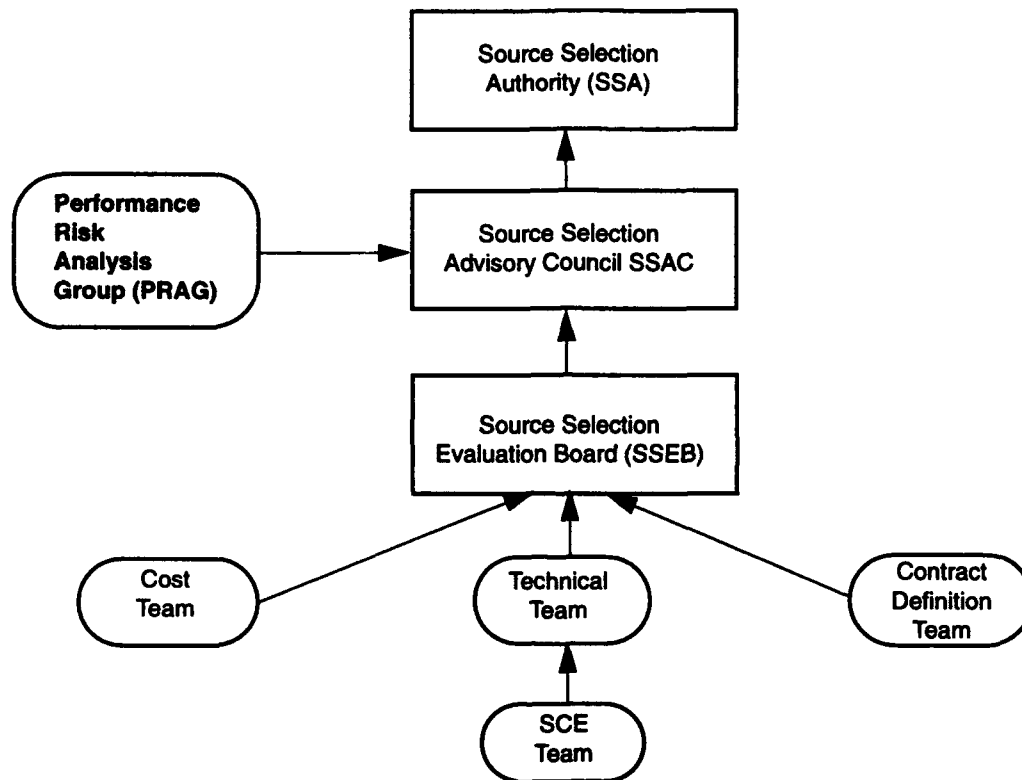 Source Selection
Authority (SSA)
Performance
Risk
Analysis
Group (PRAG)
Source Selection
Advisory Council SSAC
Source Selection
Evaluation Board (SSEB)
Cost
Team
Technical
Team
Contract
Definition
Team
SCE
Team